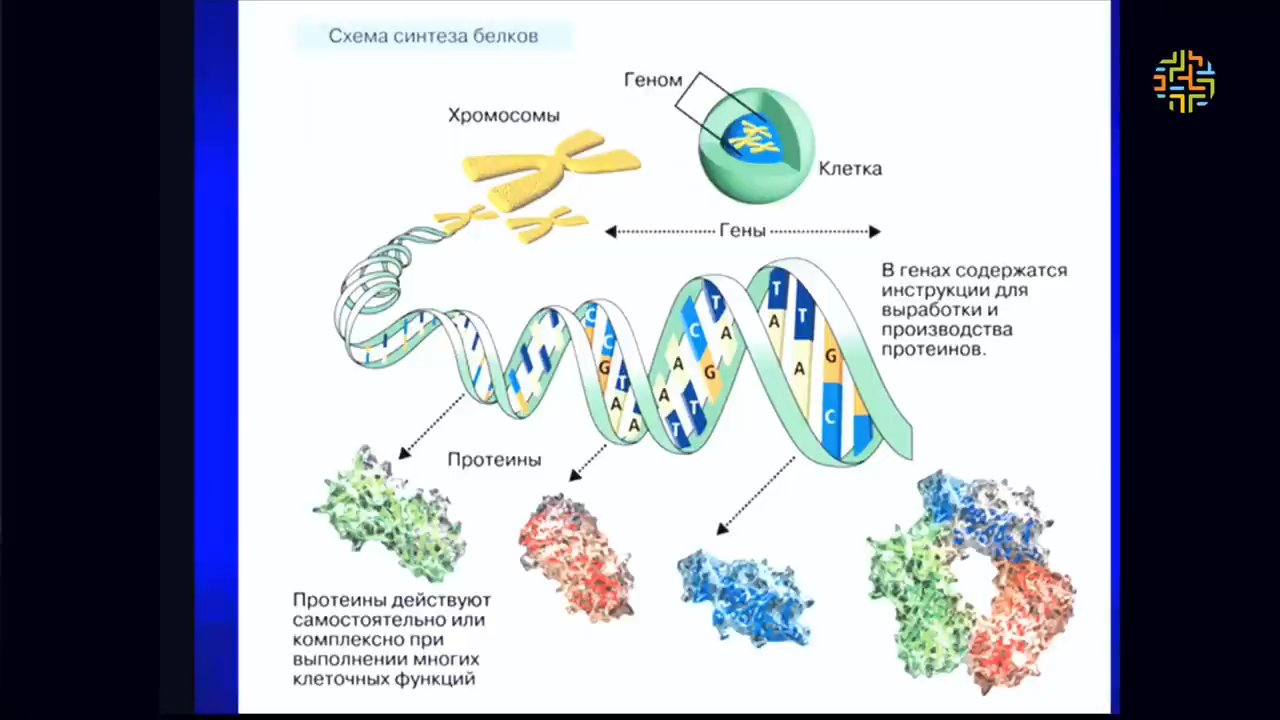 Схема синтеза белков
Геном
Хромосомы
Клетка
Гены
В генах содержатся
инструкции для
выработки и
производства
протеинов.
C
C
G
T
A
A
A
A
T
T
C
G
T
A
T
A
T
A
G
C
Протеины
Протеины действуют
самостоятельно или
комплексно при
выполнении многих
клеточных функций